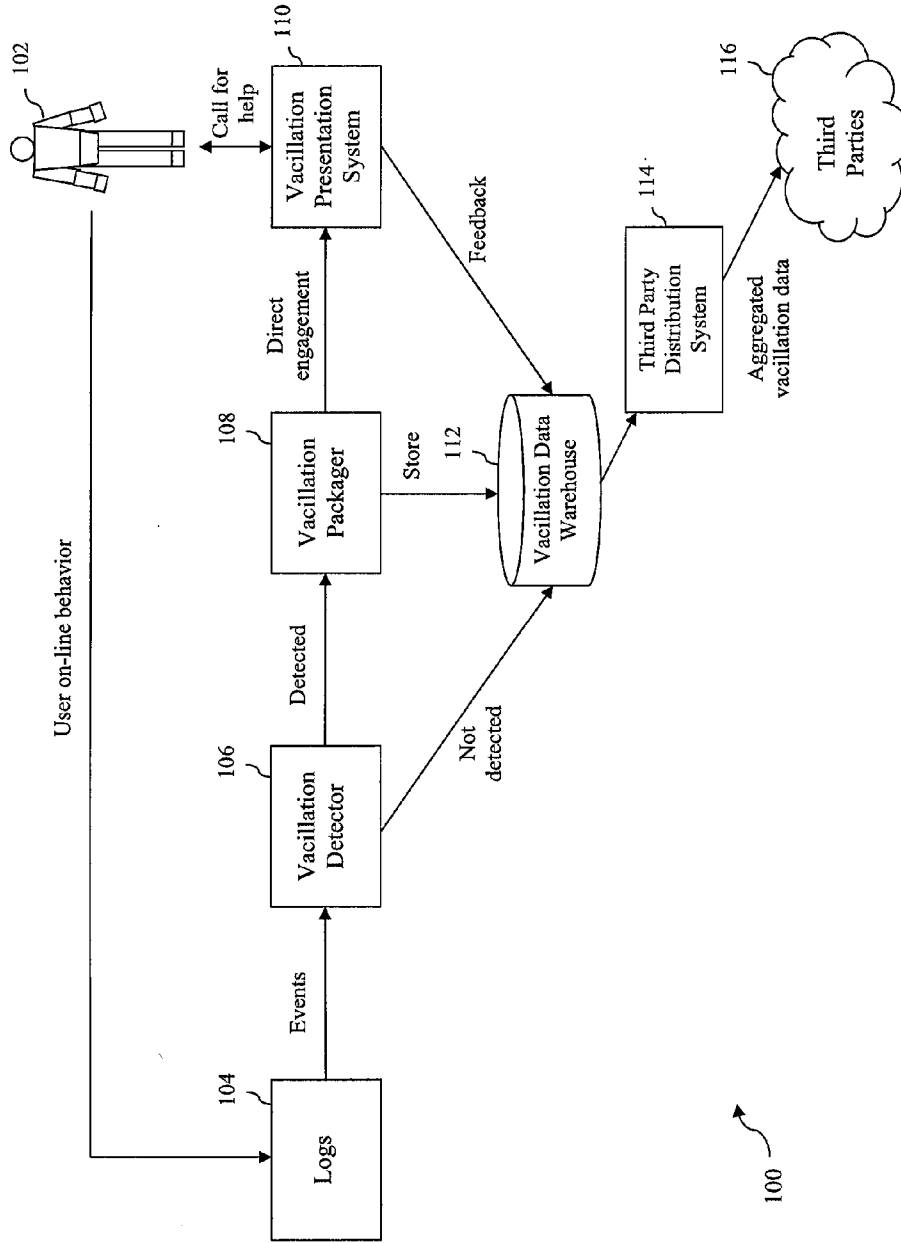 User on-line behavior
102
Call for
help
104
Logs
Events
106
Vacillation
Detector
Detected
108
Vacillation
Packager
Direct
engagement
110
Vacillation
Presentation
System
Not
detected
Store
Feedback
112
Vacillation Data
Warehouse
114
Third Party
Distribution
System
Aggregated
vacillation data
116
Third
Parties
100